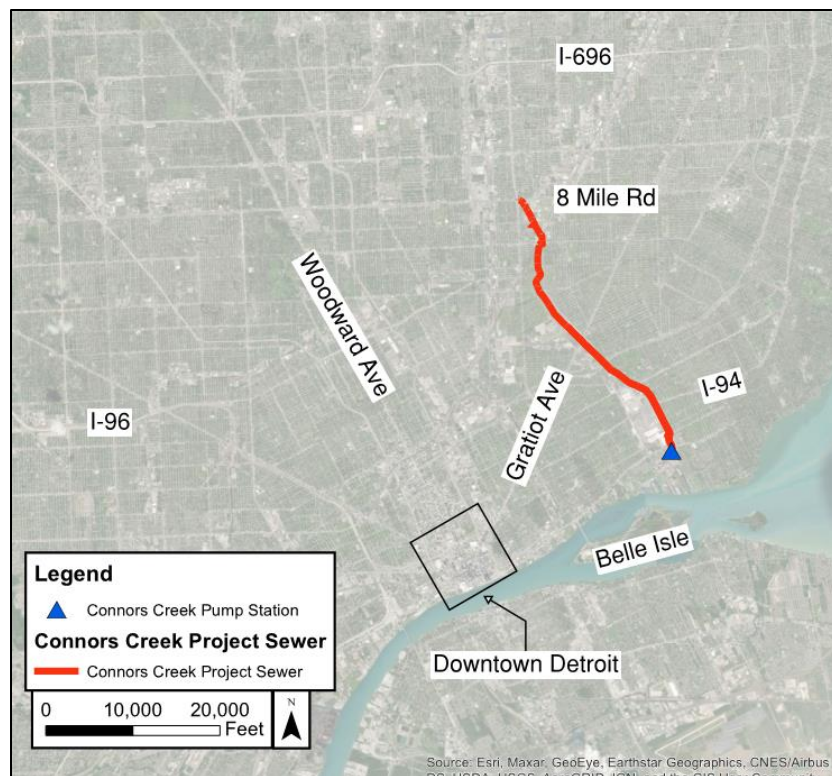 I-696
8 Mile Rd
Woodward Ave
I-94
Gratiot Ave
I-96
Belle Isle
Downtown Detroit
Legend
Connors Creek Pump Station
Connors Creek Project Sewer
Connors Creek Project Sewer
0 10,000 20,000
Feet
N
Source: Esri, Maxar, GeoEye, Earthstar Geographics, CNES/Airbus